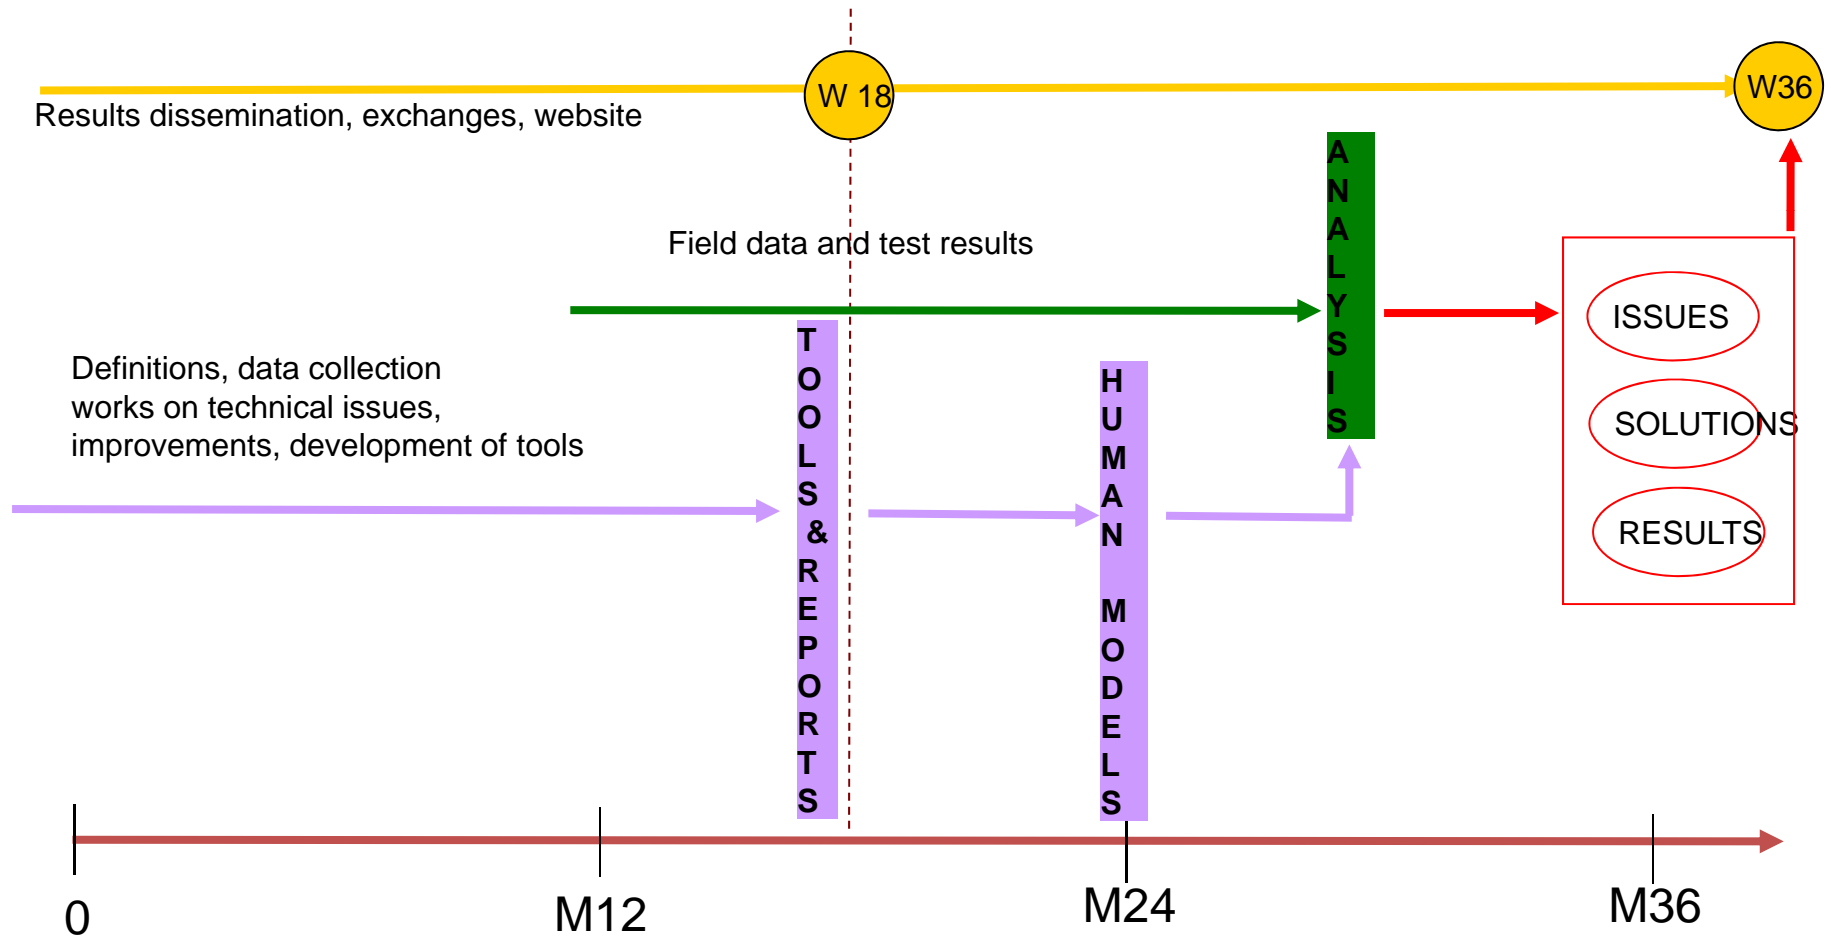 W 18
W36
Results dissemination, exchanges, website
ANALYSIS
Field data and test results
ISSUES
TOOLS&REPORTS
Definitions, data collection
works on technical issues,
improvements, development of tools
HUMAN MODELS
SOLUTIONS
RESULTS
0
M12
M24
M36